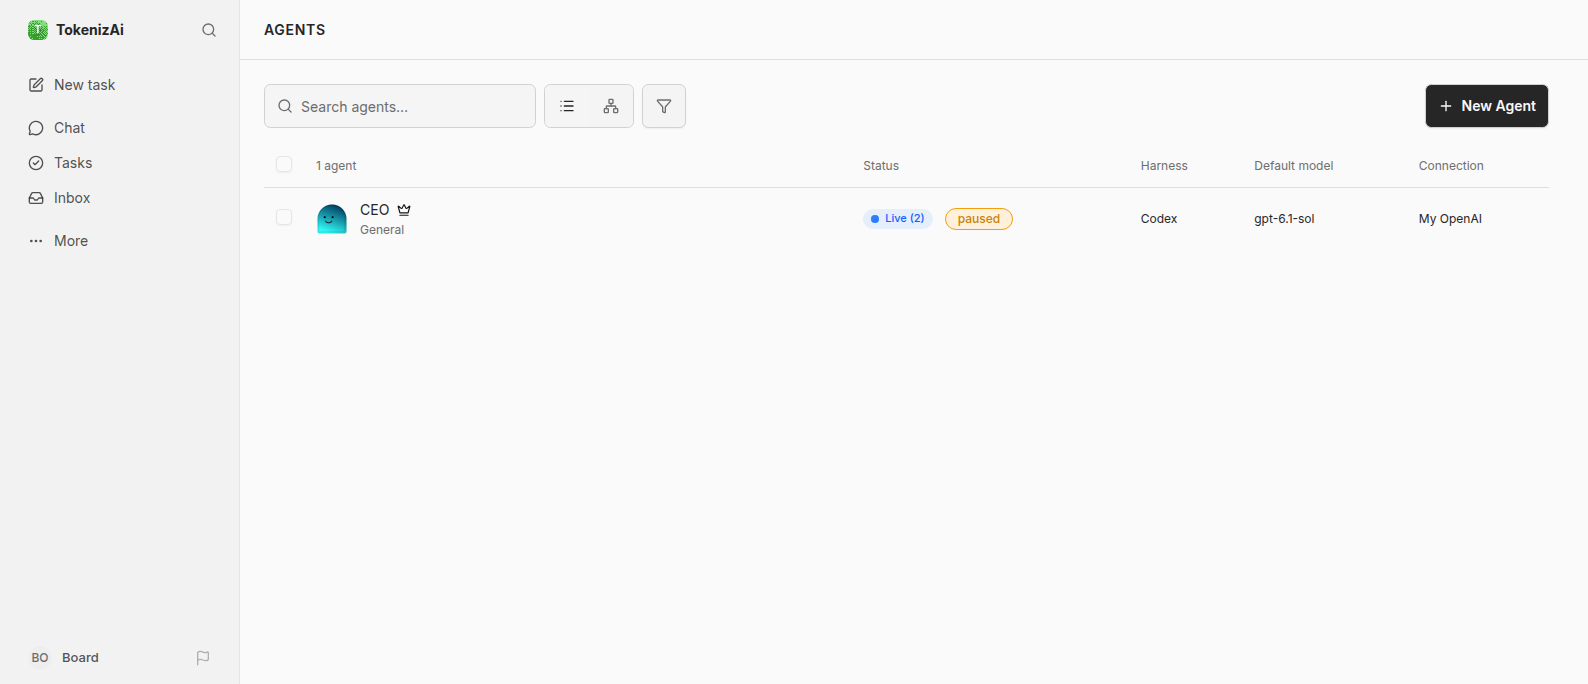 TokenizAi
New task
Chat
Tasks
Inbox
More
BO Board
AGENTS
Search agents...
New Agent
1 agent Status Harness Default model Connection
CEO
General
Live (2) paused Codex gpt-6.1-sol My OpenAI